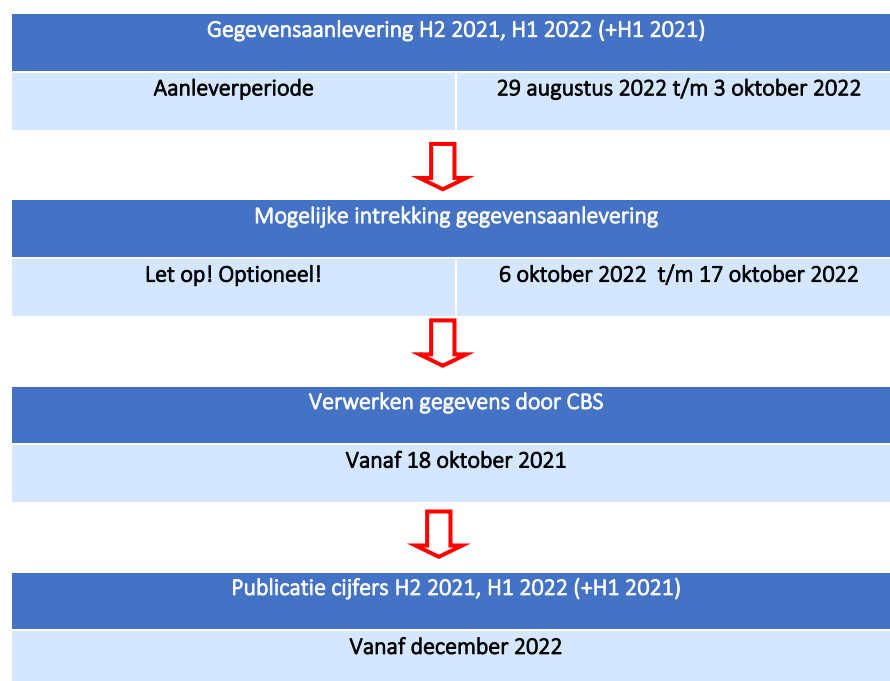 Gegevensaanlevering H2 2021, H1 2022 (+H1 2021)
Aanleverperiode
29 augustus 2022 t/m 3 oktober 2022
Mogelijke intrekking gegevensaanlevering
Let op! Optioneel!
6 oktober 2022 t/m 17 oktober 2022
Verwerken gegevens door CBS
Vanaf 18 oktober 2021
Publicatie cijfers H2 2021, H1 2022 (+H1 2021)
Vanaf december 2022